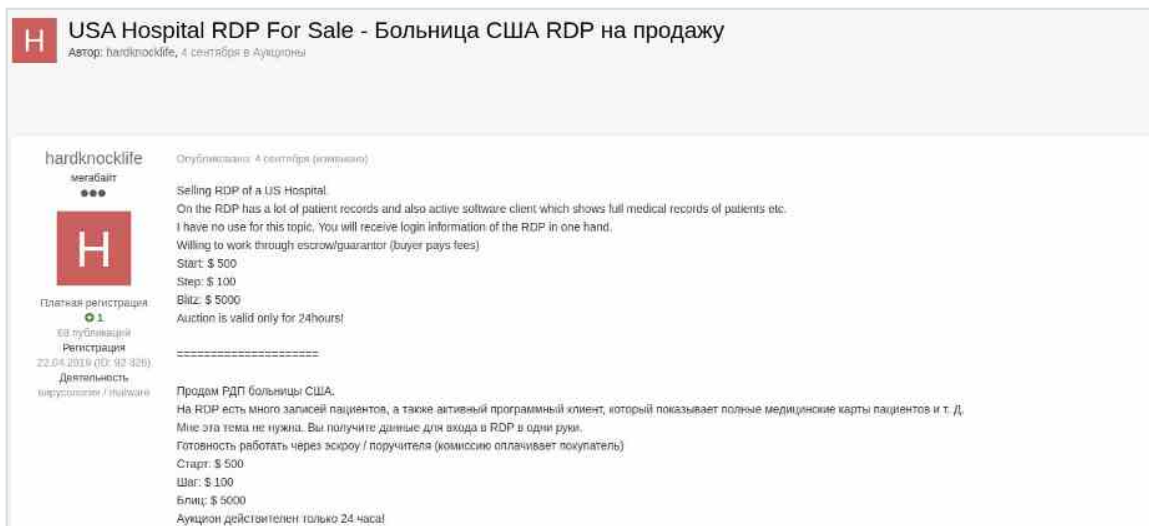 H
USA Hospital RDP For Sale - Больница США RDP на продажу
Автор: hardknocklife, 4 сентября в Аукционы
hardknocklife
мегабайт
H
Платная регистрация
1
68 публикаций
Регистрация
22.04.2019 (ID: 92 326)
Деятельность
вирусология / malware
Опубликовано: 4 сентября (изменено)
Selling RDP of a US Hospital.
On the RDP has a lot of patient records and also active software client which shows full medical records of patients etc.
I have no use for this topic. You will receive login information of the RDP in one hand.
Willing to work through escrow/guarantor (buyer pays fees)
Start: $ 500
Step: $ 100
Blitz: $ 5000
Auction is valid only for 24hours!
=====================
Продам РДП больницы США.
На RDP есть много записей пациентов, а также активный программный клиент, который показывает полные медицинские карты пациентов и т. Д.
Мне эта тема не нужна. Вы получите данные для входа в RDP в одни руки.
Готовность работать через эскроу / поручителя (комиссию оплачивает покупатель)
Старт: $ 500
Шаг: $ 100
Блиц: $ 5000
Аукцион действителен только 24 часа!